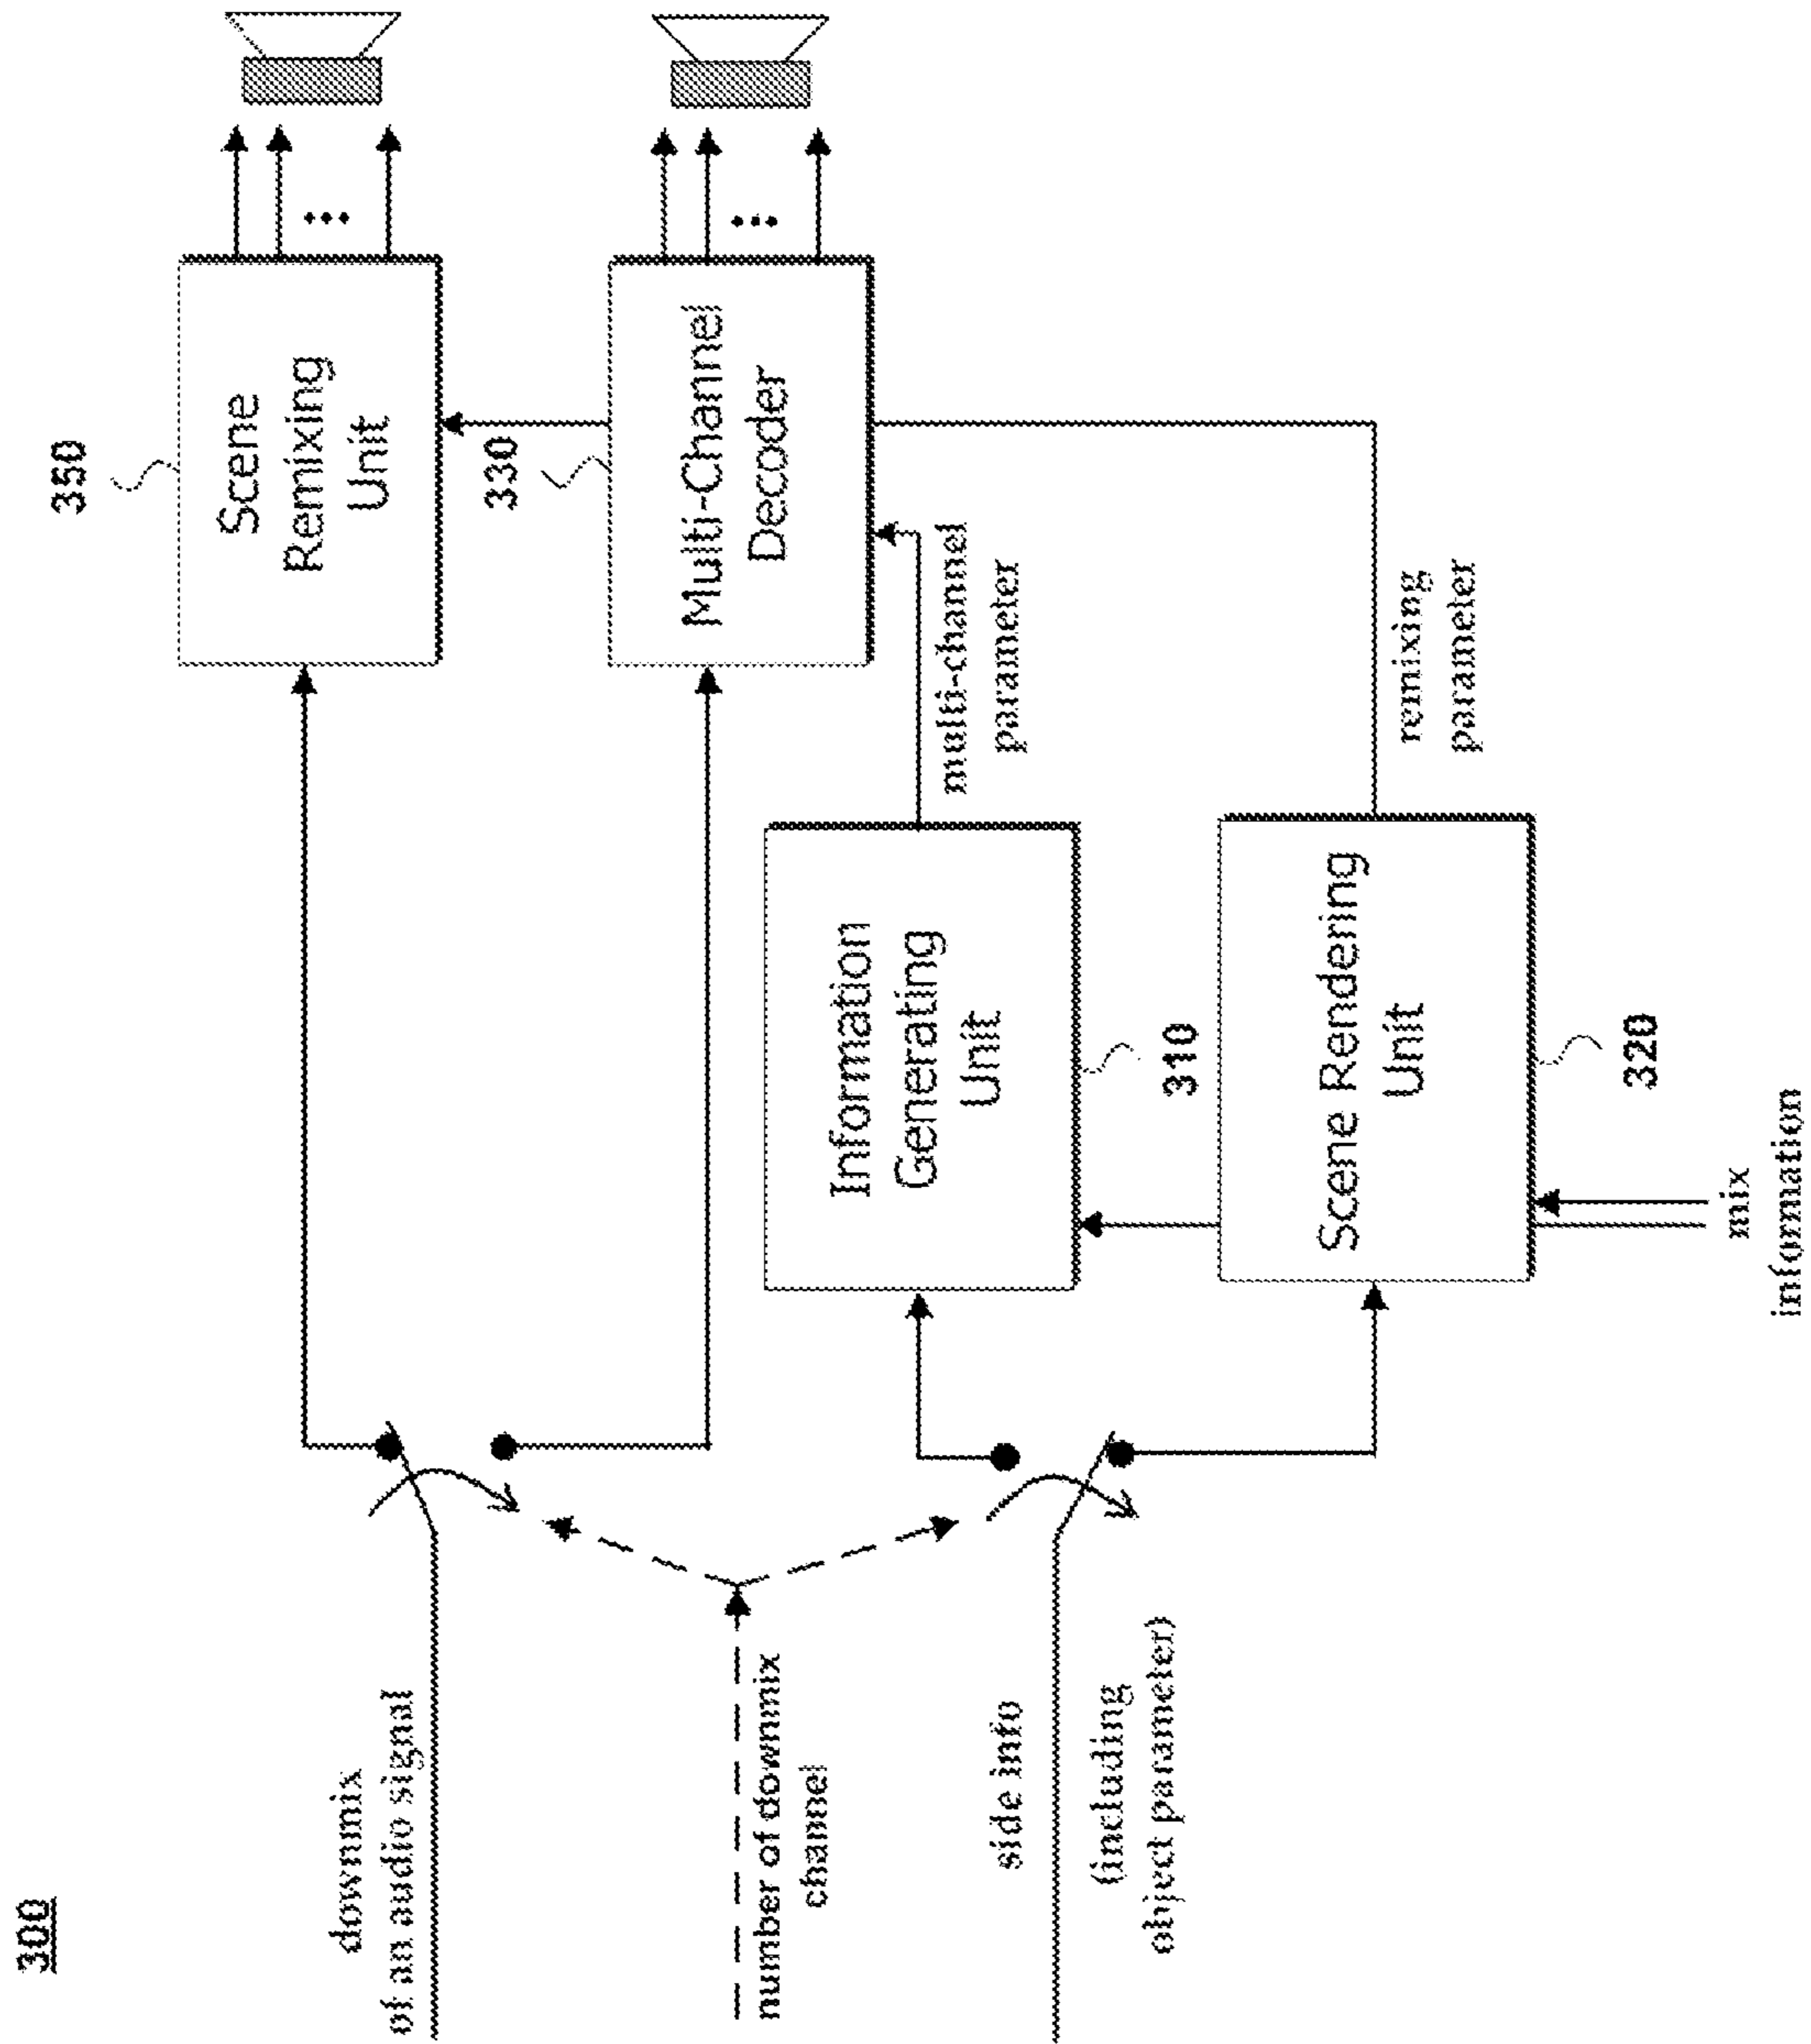 300
downmix
of an audio signal
number of downmix
channel
side info
(including
object parameter)
350
Scene
Remixing
Unit
330
Multi-Channel
Decoder
multi-channel
parameter
Information
Generating
Unit
310
remixing
parameter
Scene Rendering
Unit
320
mix
information